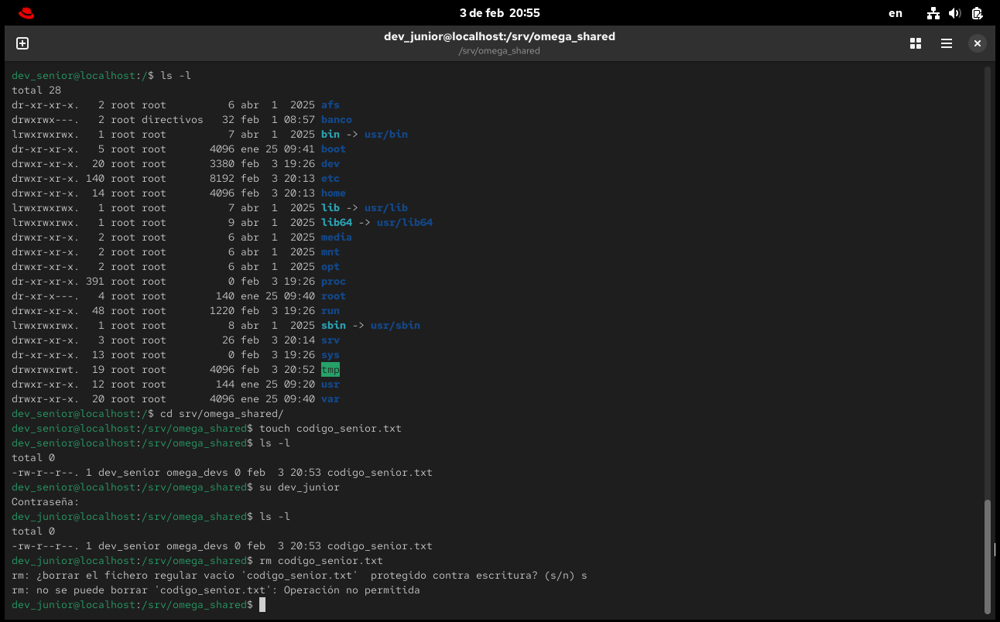 3 de feb 20:55
en
dev_junior@localhost:/srv/omega_shared
/srv/omega_shared
dev_senior@localhost:/$ ls -l
total 28
dr-xr-xr-x.   2 root root          6 abr  1  2025 afs
drwxrwx---.   2 root directivos   32 feb  1 08:57 banco
lrwxrwxrwx.   1 root root          7 abr  1  2025 bin -> usr/bin
dr-xr-xr-x.   5 root root       4096 ene 25 09:41 boot
drwxr-xr-x.  20 root root       3380 feb  3 19:26 dev
drwxr-xr-x. 140 root root       8192 feb  3 20:13 etc
drwxr-xr-x.  14 root root       4096 feb  3 20:13 home
lrwxrwxrwx.   1 root root          7 abr  1  2025 lib -> usr/lib
lrwxrwxrwx.   1 root root          9 abr  1  2025 lib64 -> usr/lib64
drwxr-xr-x.   2 root root          6 abr  1  2025 media
drwxr-xr-x.   2 root root          6 abr  1  2025 mnt
drwxr-xr-x.   2 root root          6 abr  1  2025 opt
dr-xr-xr-x. 391 root root          0 feb  3 19:26 proc
dr-xr-x---.   4 root root        140 ene 25 09:40 root
drwxr-xr-x.  48 root root       1220 feb  3 19:26 run
lrwxrwxrwx.   1 root root          8 abr  1  2025 sbin -> usr/sbin
drwxr-xr-x.   3 root root         26 feb  3 20:14 srv
dr-xr-xr-x.  13 root root          0 feb  3 19:26 sys
drwxrwxrwt.  19 root root       4096 feb  3 20:52 tmp
drwxr-xr-x.  12 root root        144 ene 25 09:20 usr
drwxr-xr-x.  20 root root       4096 ene 25 09:40 var
dev_senior@localhost:/$ cd srv/omega_shared/
dev_senior@localhost:/srv/omega_shared$ touch codigo_senior.txt
dev_senior@localhost:/srv/omega_shared$ ls -l
total 0
-rw-r--r--. 1 dev_senior omega_devs 0 feb  3 20:53 codigo_senior.txt
dev_senior@localhost:/srv/omega_shared$ su dev_junior
Contraseña:
dev_junior@localhost:/srv/omega_shared$ ls -l
total 0
-rw-r--r--. 1 dev_senior omega_devs 0 feb  3 20:53 codigo_senior.txt
dev_junior@localhost:/srv/omega_shared$ rm codigo_senior.txt
rm: ¿borrar el fichero regular vacío 'codigo_senior.txt'  protegido contra escritura? (s/n) s
rm: no se puede borrar 'codigo_senior.txt': Operación no permitida
dev_junior@localhost:/srv/omega_shared$